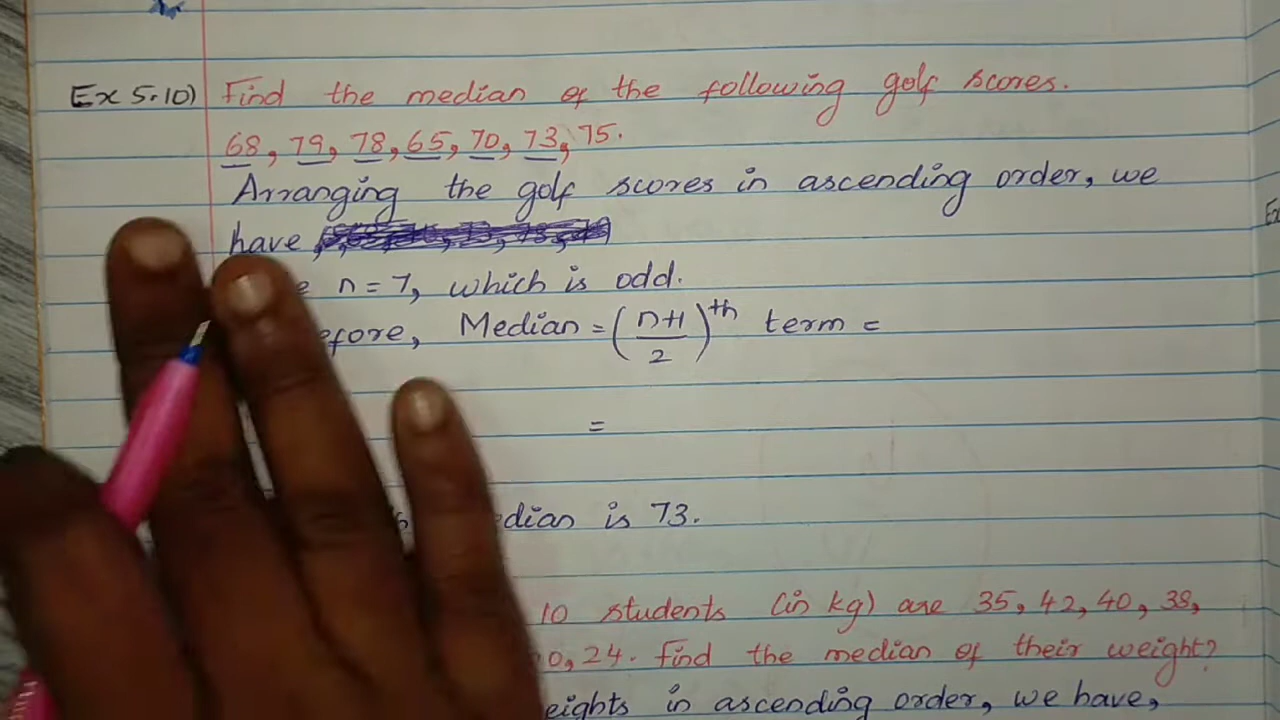 Ex 5.10) Find the median of the following golf scores.
68, 79, 78, 65, 70, 73, 75.
Arranging the golf scores in ascending order, we
have
n = 7, which is odd.
Median = (n+1/2)^th term =
=
is 73.
10 students (in kg) are 35, 42, 40, 38,
24. Find the median of their weight?
in ascending order, we have,